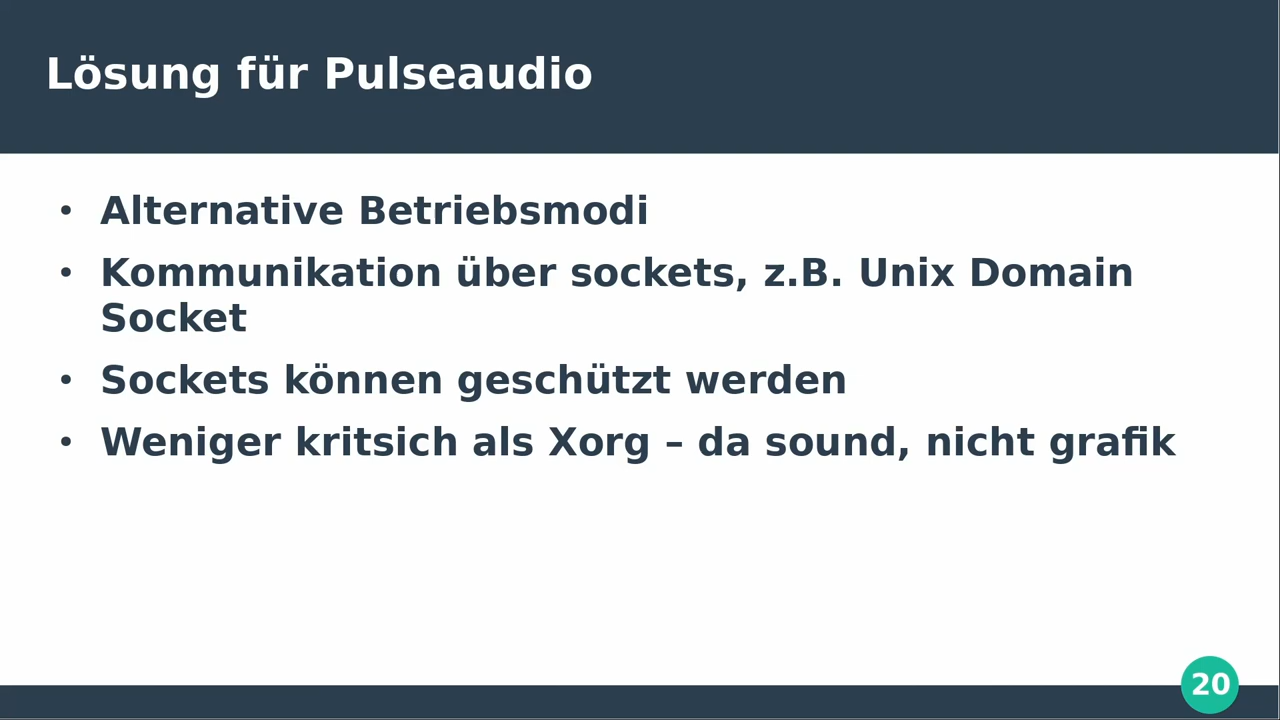 Lösung für Pulseaudio
• Alternative Betriebsmodi
• Kommunikation über sockets, z.B. Unix Domain
Socket
• Sockets können geschützt werden
• Weniger kritsich als Xorg – da sound, nicht grafik
20